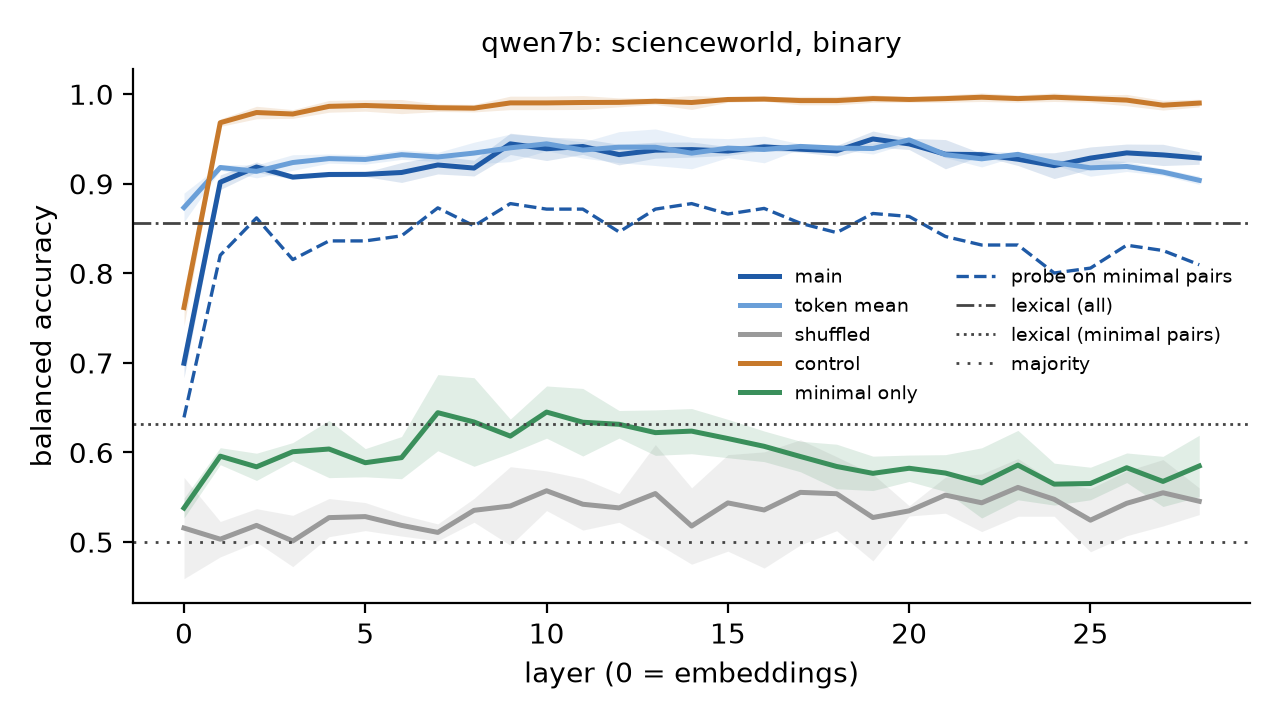 qwen7b: scienceworld, binary
balanced accuracy
1.0
0.9
0.8
0.7
0.6
0.5
main
token mean
shuffled
control
minimal only
probe on minimal pairs
lexical (all)
lexical (minimal pairs)
majority
0 5 10 15 20 25
layer (0 = embeddings)